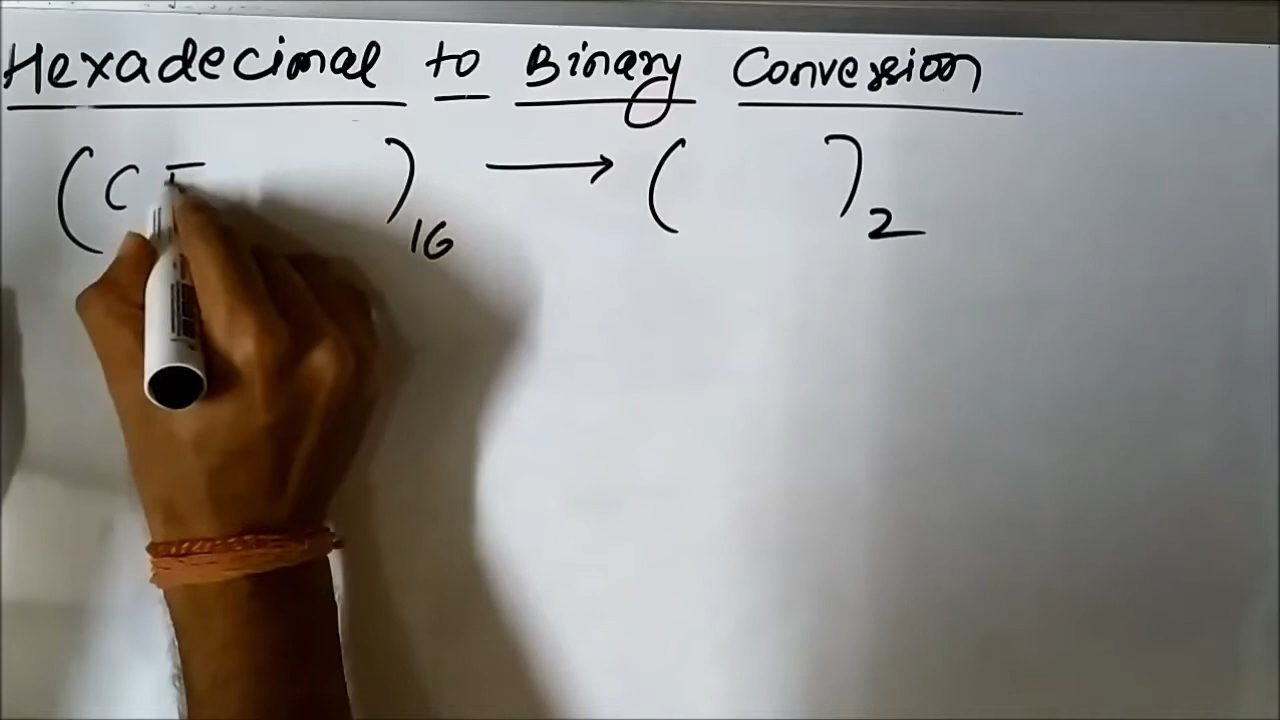 Hexadecimal to Binary Conversion
(C )16 → ( )2